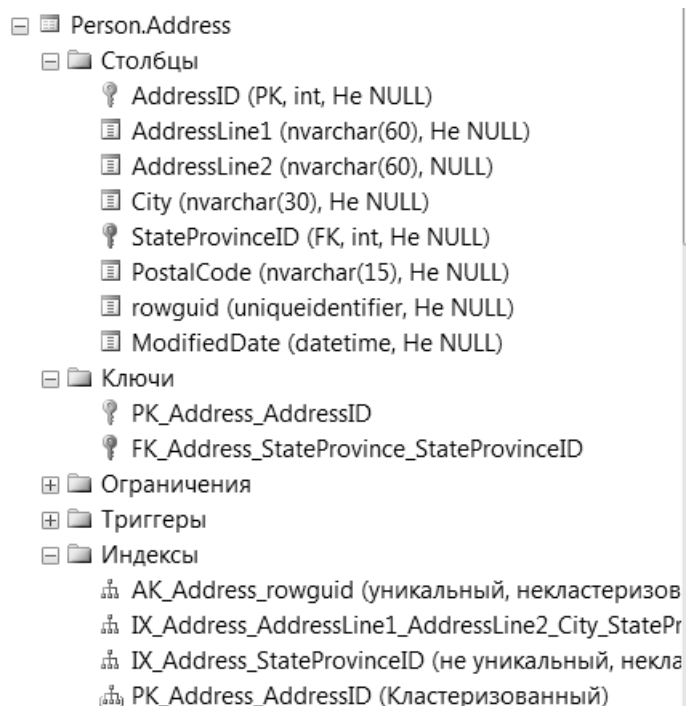 Person.Address
Столбцы
AddressID (PK, int, Не NULL)
AddressLine1 (nvarchar(60), Не NULL)
AddressLine2 (nvarchar(60), NULL)
City (nvarchar(30), Не NULL)
StateProvinceID (FK, int, Не NULL)
PostalCode (nvarchar(15), Не NULL)
rowguid (uniqueidentifier, Не NULL)
ModifiedDate (datetime, Не NULL)
Ключи
PK_Address_AddressID
FK_Address_StateProvince_StateProvinceID
Ограничения
Триггеры
Индексы
AK_Address_rowguid (уникальный, некластеризов
IX_Address_AddressLine1_AddressLine2_City_StatePr
IX_Address_StateProvinceID (не уникальный, некла
PK_Address_AddressID (Кластеризованный)